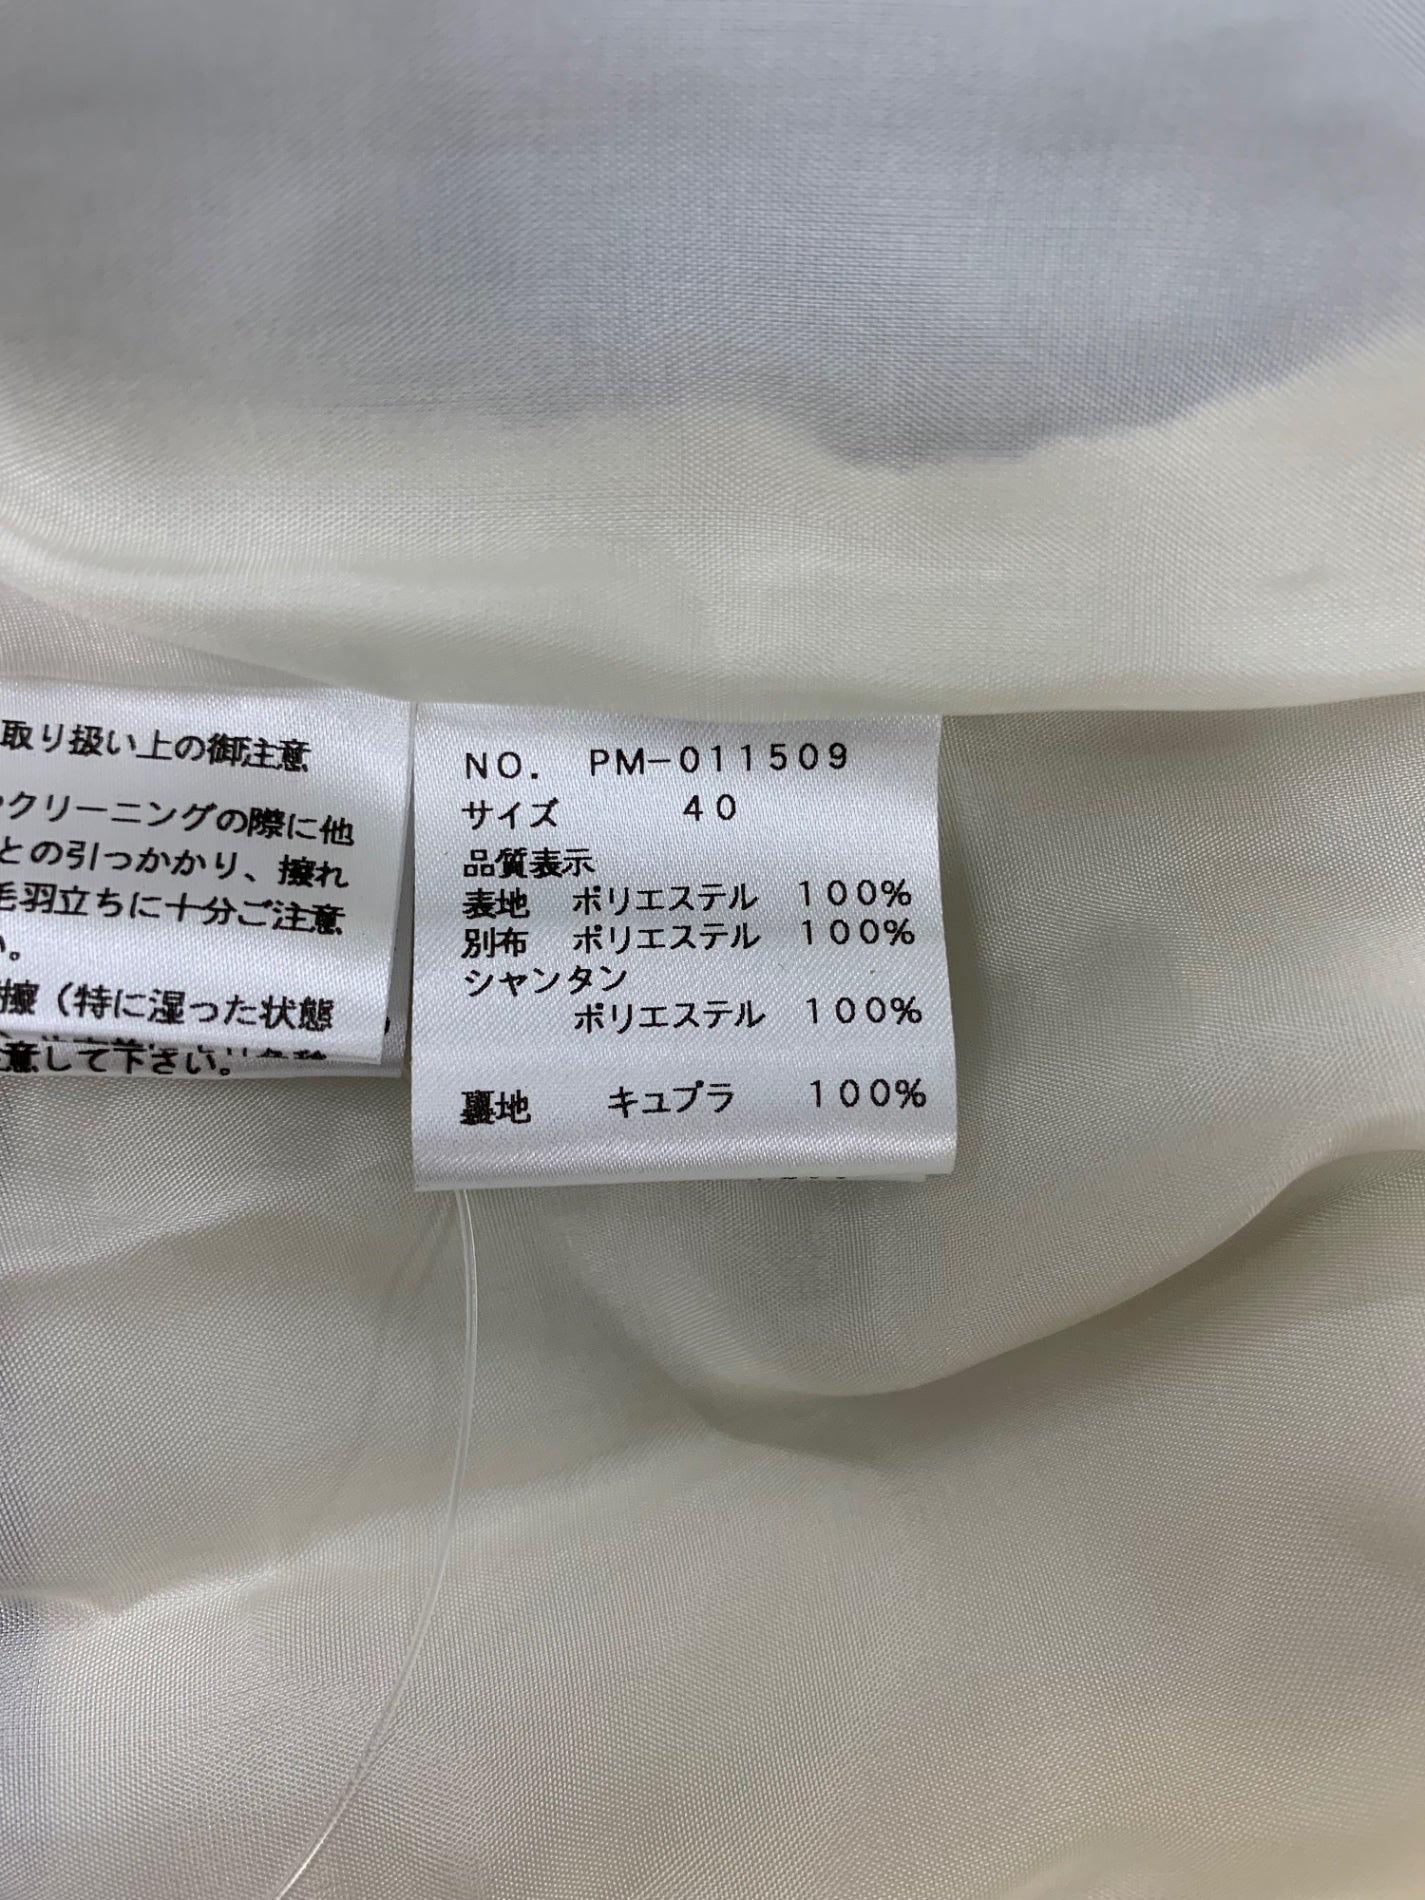 取り扱い上の御注意
クリーニングの際に他
との引っかかり、擦れ
毛羽立ちに十分ご注意
い。
擦（特に湿った状態
意して下さい。
NO. PM-011509
サイズ 40
品質表示
表地 ポリエステル 100%
別布 ポリエステル 100%
シャンタン
ポリエステル 100%
裏地 キュプラ 100%